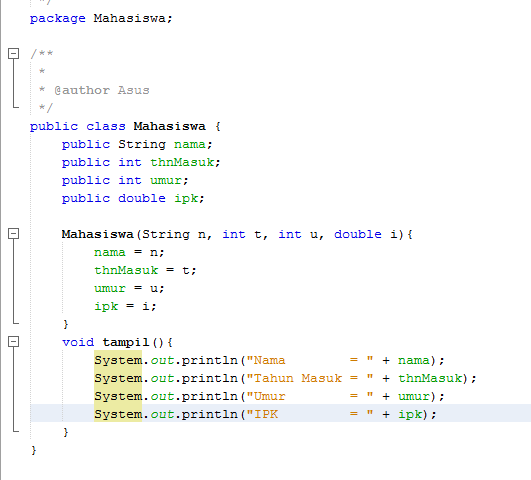 */
package Mahasiswa;
/**
 *
 * @author Asus
 */
public class Mahasiswa {
    public String nama;
    public int thnMasuk;
    public int umur;
    public double ipk;
    Mahasiswa(String n, int t, int u, double i){
        nama = n;
        thnMasuk = t;
        umur = u;
        ipk = i;
    }
    void tampil(){
        System.out.println("Nama        = " + nama);
        System.out.println("Tahun Masuk = " + thnMasuk);
        System.out.println("Umur        = " + umur);
        System.out.println("IPK         = " + ipk);
    }
}